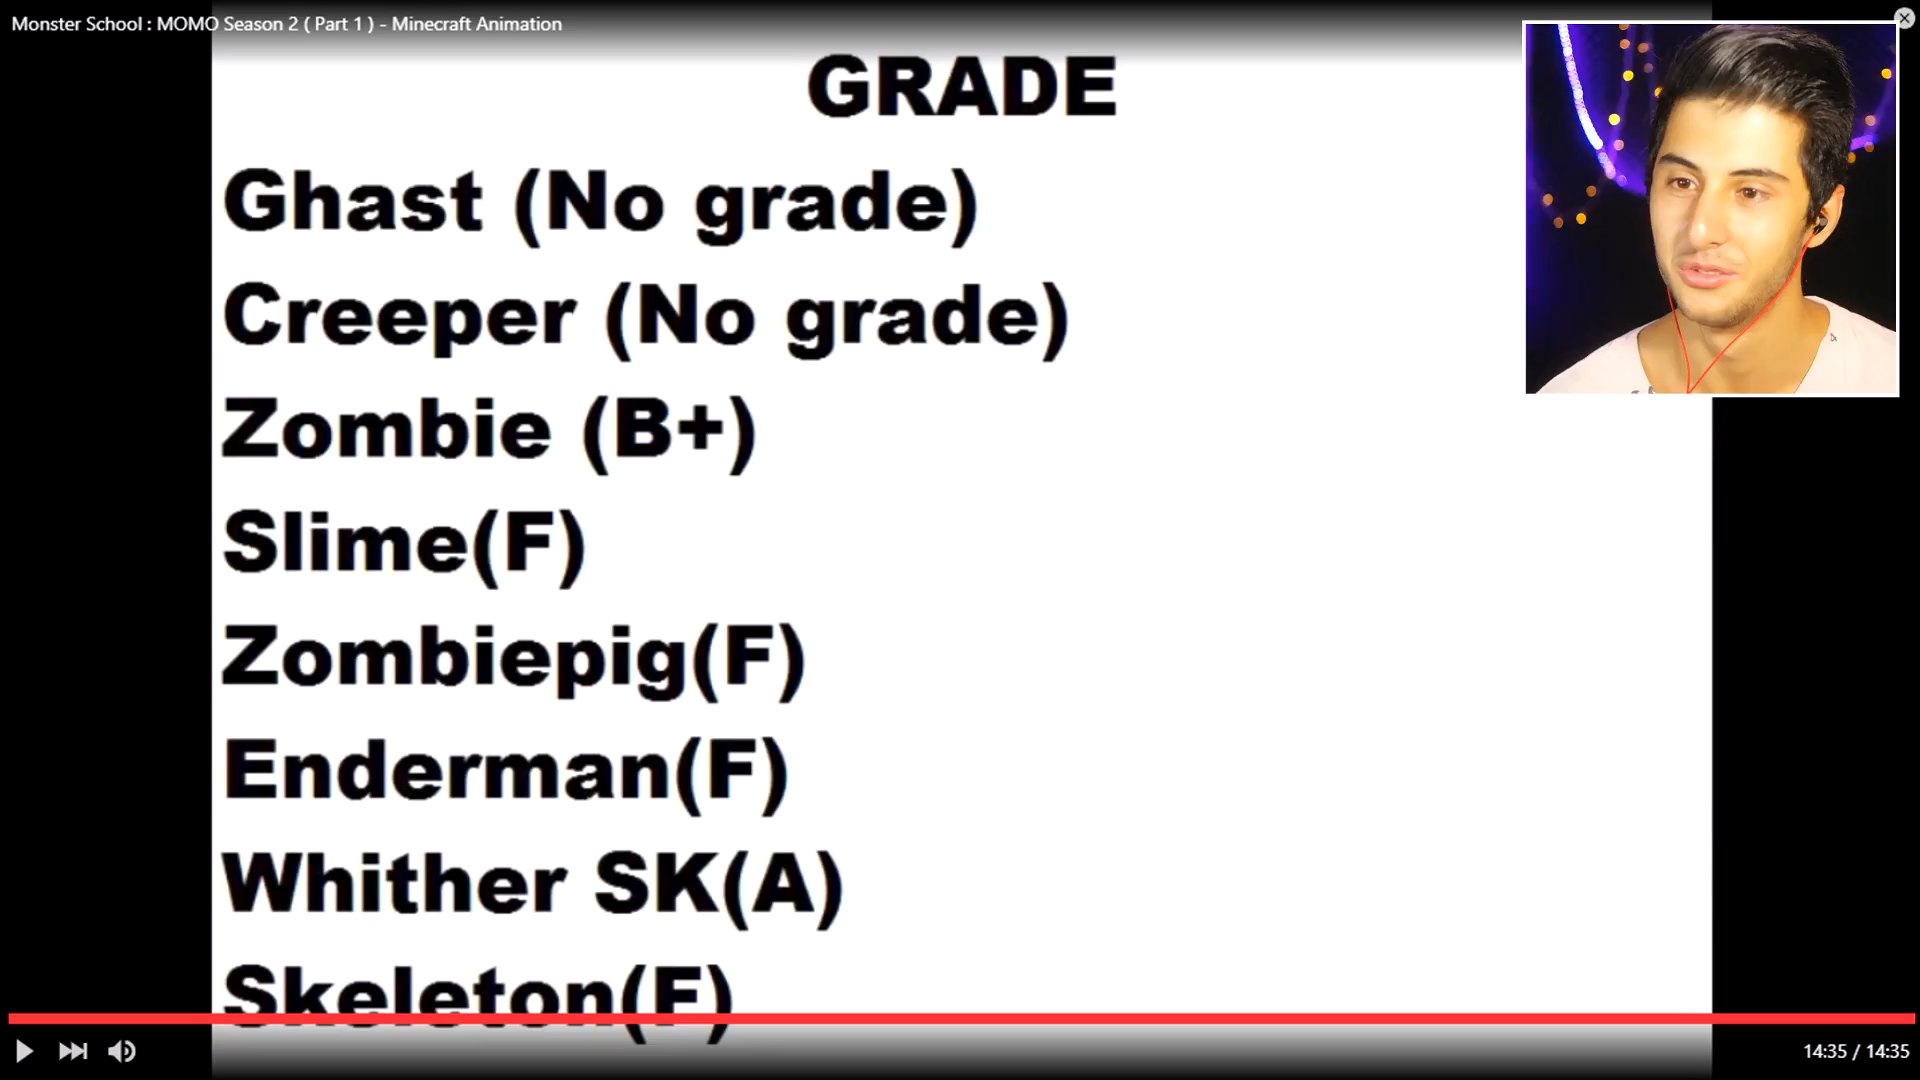 Monster School : MOMO Season 2 ( Part 1 ) - Minecraft Animation
GRADE
Ghast (No grade)
Creeper (No grade)
Zombie (B+)
Slime(F)
Zombiepig(F)
Enderman(F)
Whither SK(A)
Skeleton(F)
14:35 / 14:35